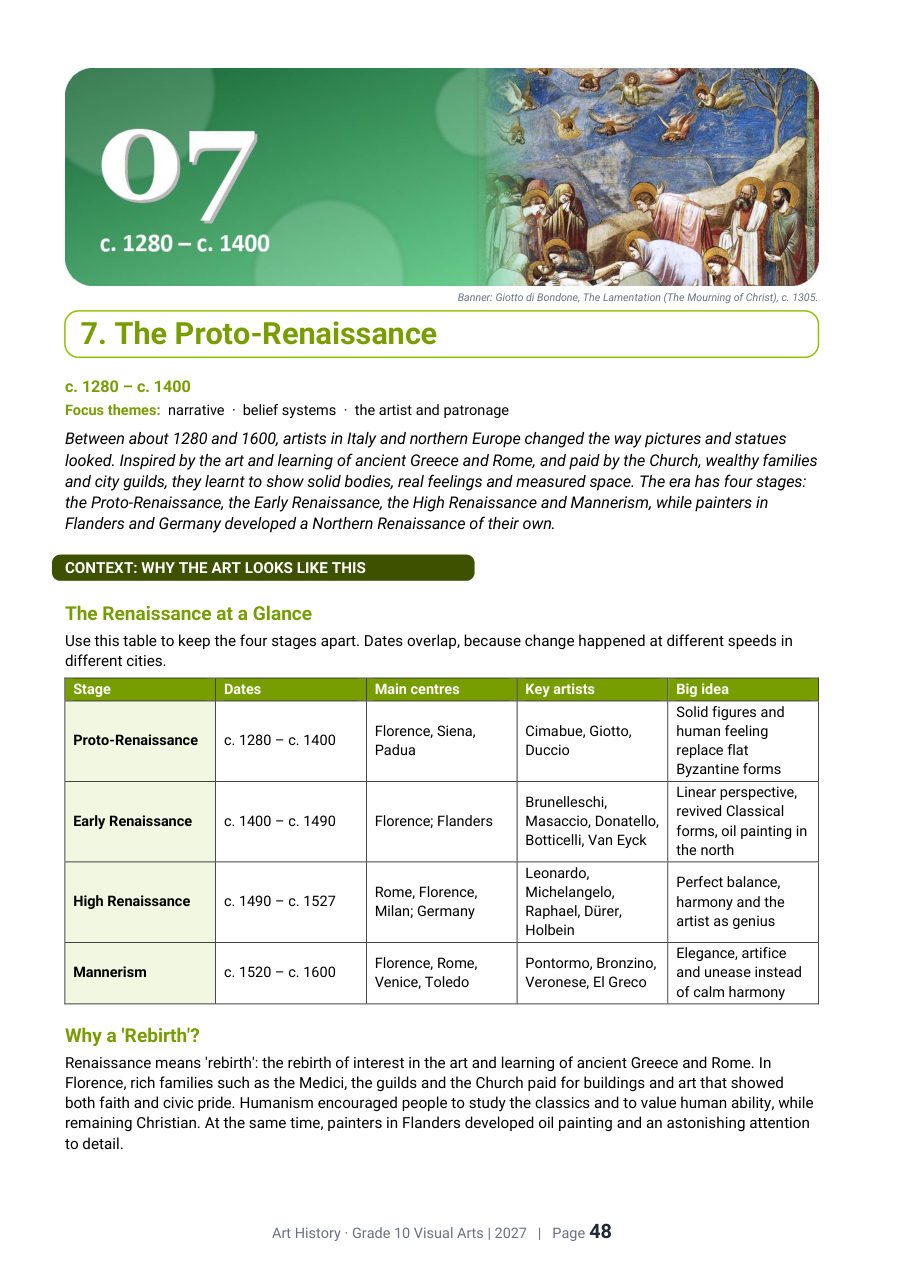 07
c. 1280 – c. 1400
Banner: Giotto di Bondone, The Lamentation (The Mourning of Christ), c. 1305.
7. The Proto-Renaissance
c. 1280 – c. 1400
Focus themes: narrative · belief systems · the artist and patronage
Between about 1280 and 1600, artists in Italy and northern Europe changed the way pictures and statues
looked. Inspired by the art and learning of ancient Greece and Rome, and paid by the Church, wealthy families
and city guilds, they learnt to show solid bodies, real feelings and measured space. The era has four stages:
the Proto-Renaissance, the Early Renaissance, the High Renaissance and Mannerism, while painters in
Flanders and Germany developed a Northern Renaissance of their own.
CONTEXT: WHY THE ART LOOKS LIKE THIS
The Renaissance at a Glance
Use this table to keep the four stages apart. Dates overlap, because change happened at different speeds in
different cities.
Stage Dates Main centres Key artists Big idea
Proto-Renaissance
c. 1280 – c. 1400
Florence, Siena,
Padua
Cimabue, Giotto,
Duccio
Solid figures and
human feeling
replace flat
Byzantine forms
Early Renaissance
c. 1400 – c. 1490
Florence; Flanders
Brunelleschi,
Masaccio, Donatello,
Botticelli, Van Eyck
Linear perspective,
revived Classical
forms, oil painting in
the north
High Renaissance
c. 1490 – c. 1527
Rome, Florence,
Milan; Germany
Leonardo,
Michelangelo,
Raphael, Dürer,
Holbein
Perfect balance,
harmony and the
artist as genius
Mannerism
c. 1520 – c. 1600
Florence, Rome,
Venice, Toledo
Pontormo, Bronzino,
Veronese, El Greco
Elegance, artifice
and unease instead
of calm harmony
Why a 'Rebirth'?
Renaissance means 'rebirth': the rebirth of interest in the art and learning of ancient Greece and Rome. In
Florence, rich families such as the Medici, the guilds and the Church paid for buildings and art that showed
both faith and civic pride. Humanism encouraged people to study the classics and to value human ability, while
remaining Christian. At the same time, painters in Flanders developed oil painting and an astonishing attention
to detail.
Art History · Grade 10 Visual Arts | 2027 | Page 48